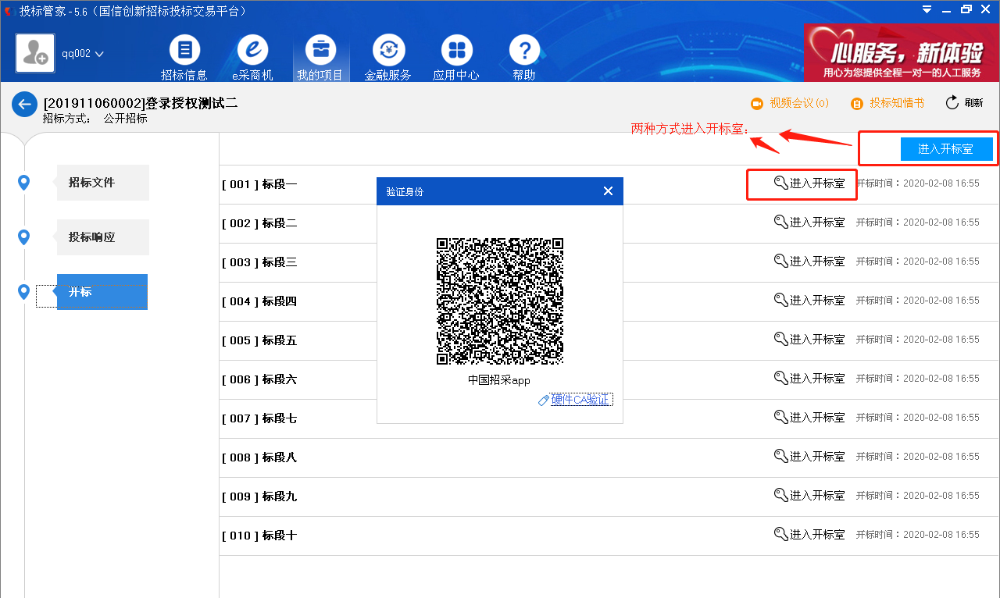 投标管家 - 5.6（国信创新招标投标交易平台）
qq002
招标信息
e采商机
我的项目
金融服务
应用中心
帮助
心服务，新体验
用心为您提供全程一对一的人工服务
[201911060002]登录授权测试二
招标方式： 公开招标
视频会议(0)
投标知情书
刷新
两种方式进入开标室：
进入开标室
招标文件
投标响应
开标
[ 001 ] 标段一 进入开标室 开标时间：2020-02-08 16:55
[ 002 ] 标段二 进入开标室 开标时间：2020-02-08 16:55
[ 003 ] 标段三 进入开标室 开标时间：2020-02-08 16:55
[ 004 ] 标段四 进入开标室 开标时间：2020-02-08 16:55
[ 005 ] 标段五 进入开标室 开标时间：2020-02-08 16:55
[ 006 ] 标段六 进入开标室 开标时间：2020-02-08 16:55
[ 007 ] 标段七 进入开标室 开标时间：2020-02-08 16:55
[ 008 ] 标段八 进入开标室 开标时间：2020-02-08 16:55
[ 009 ] 标段九 进入开标室 开标时间：2020-02-08 16:55
[ 010 ] 标段十 进入开标室 开标时间：2020-02-08 16:55
验证身份
中国招采app
硬件CA验证